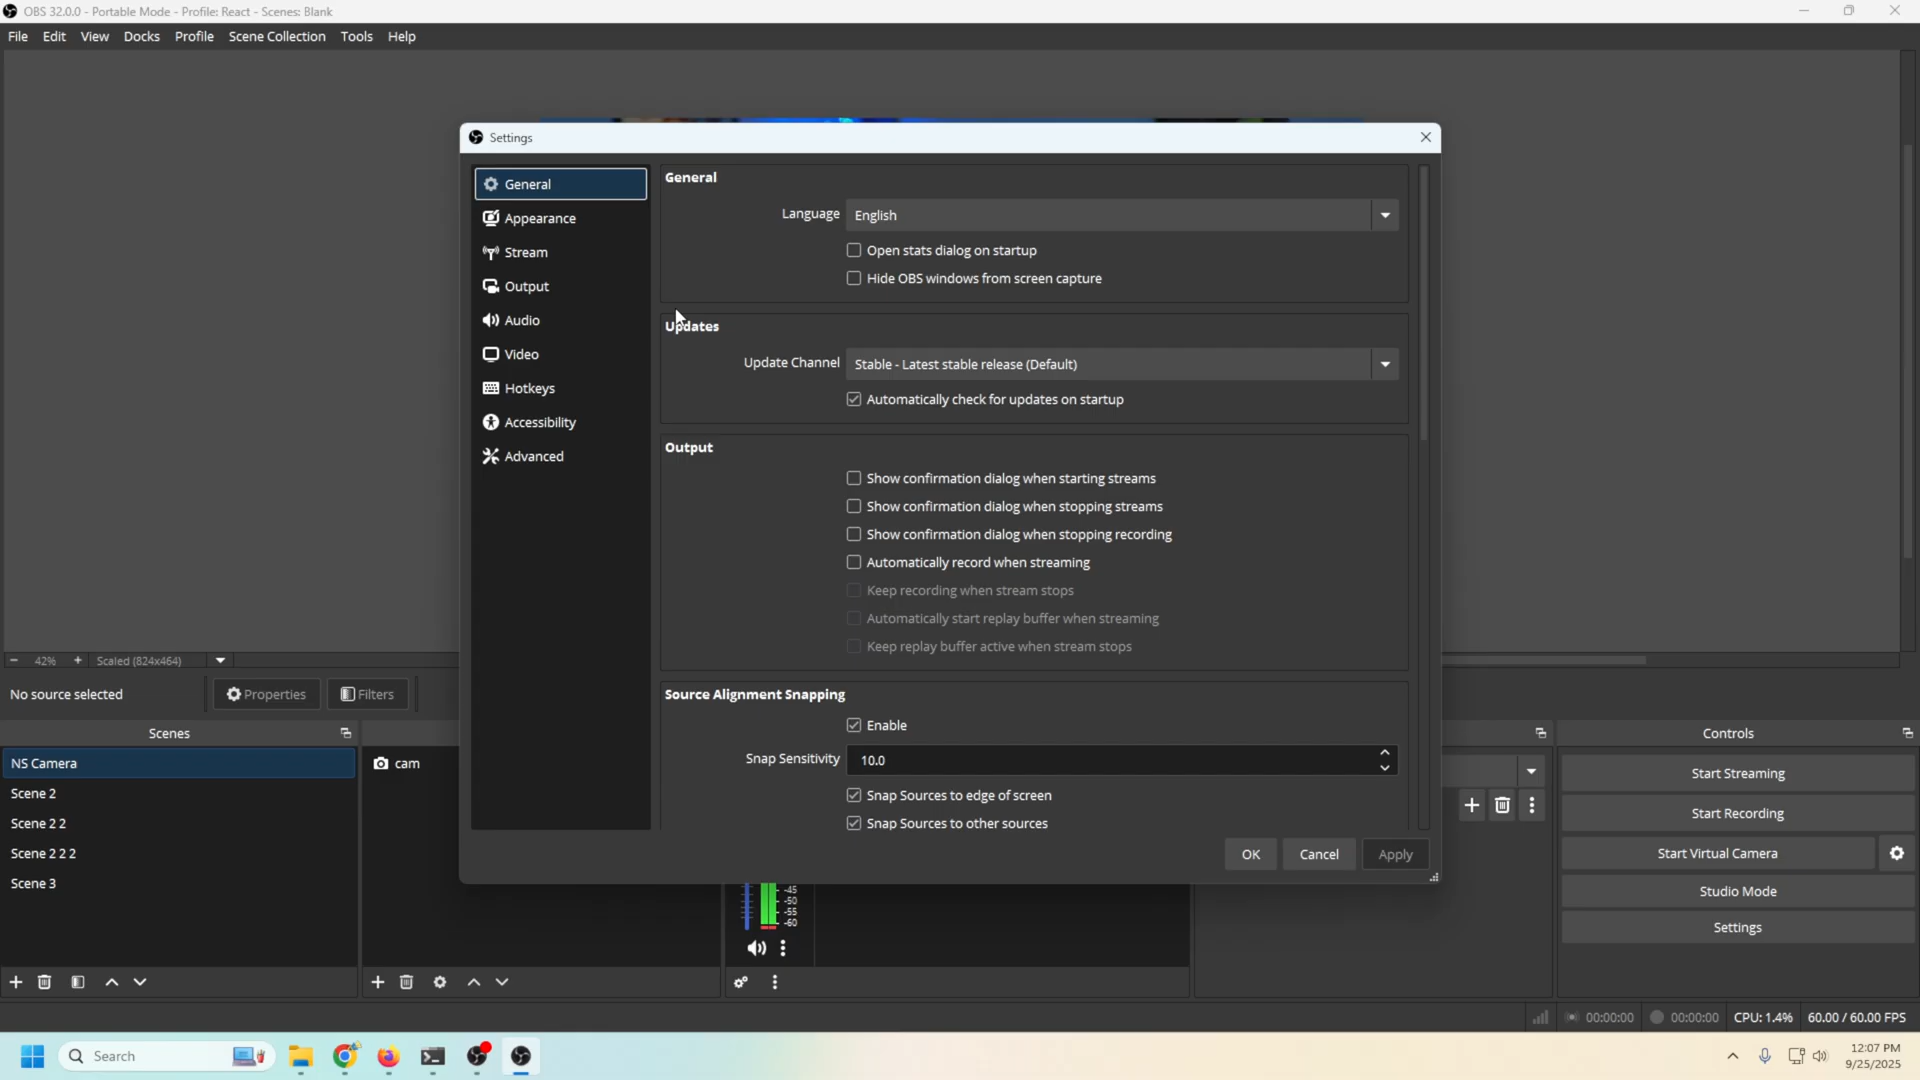 OBS 32.0.0 - Portable Mode - Profile: React - Scenes: Blank
File Edit View Docks Profile Scene Collection Tools Help
Settings
General
Appearance
Stream
Output
Audio
Video
Hotkeys
Accessibility
Advanced
General
Language English
Open stats dialog on startup
Hide OBS windows from screen capture
Updates
Update Channel Stable - Latest stable release (Default)
Automatically check for updates on startup
Output
Show confirmation dialog when starting streams
Show confirmation dialog when stopping streams
Show confirmation dialog when stopping recording
Automatically record when streaming
Keep recording when stream stops
Automatically start replay buffer when streaming
Keep replay buffer active when stream stops
Source Alignment Snapping
Enable
Snap Sensitivity 10.0
Snap Sources to edge of screen
Snap Sources to other sources
OK Cancel Apply
42% Scaled (824x464)
No source selected Properties Filters
Scenes
NS Camera
Scene 2
Scene 2 2
Scene 2 2 2
Scene 3
cam
-45
-50
-55
-60
Controls
Start Streaming
Start Recording
Start Virtual Camera
Studio Mode
Settings
00:00:00 00:00:00 CPU: 1.4% 60.00 / 60.00 FPS
Search
12:07 PM
9/25/2025